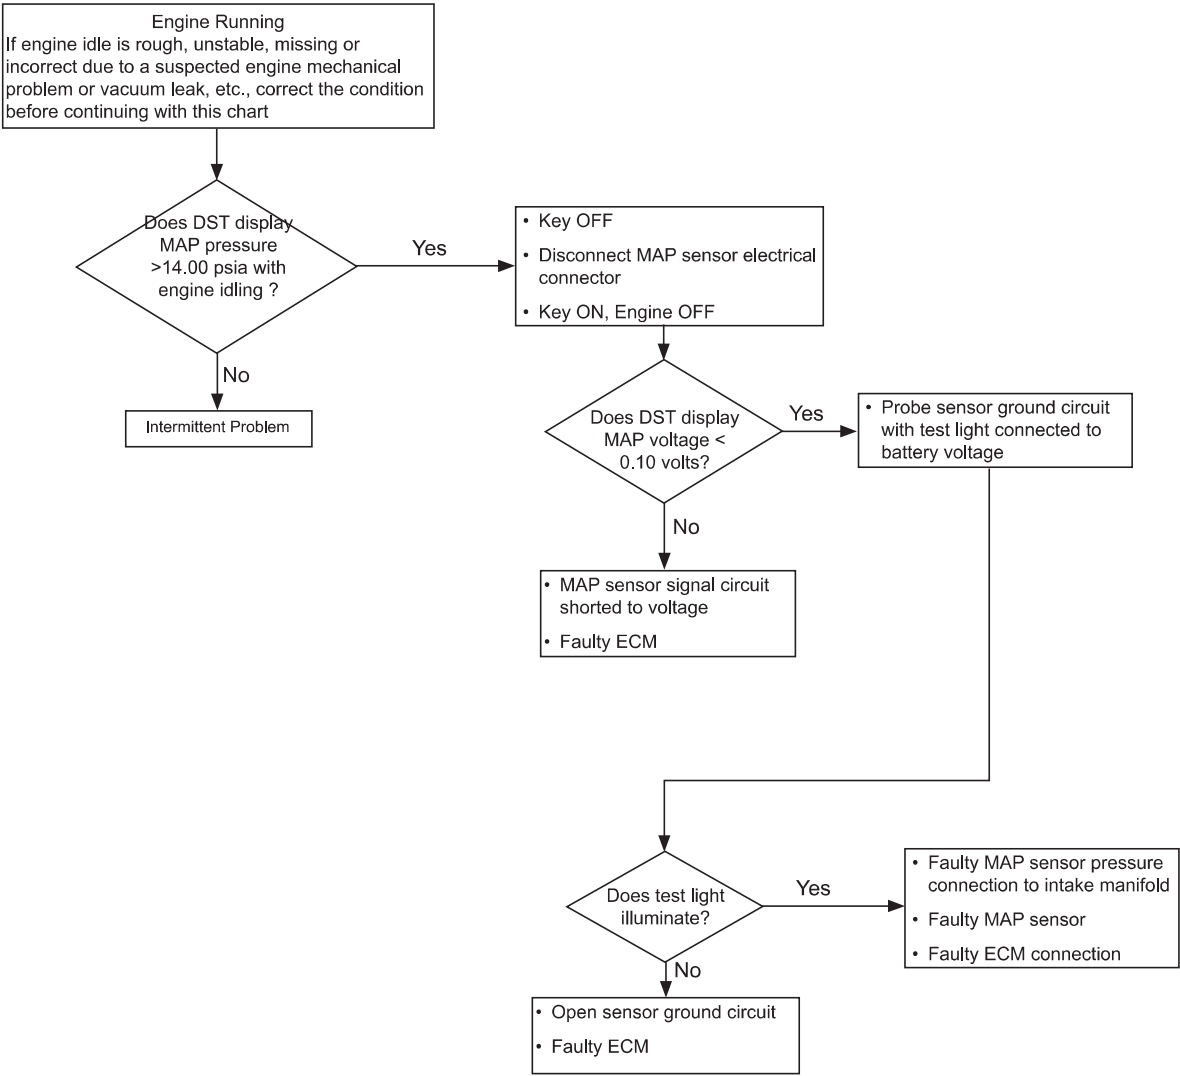 Engine Running
If engine idle is rough, unstable, missing or
incorrect due to a suspected engine mechanical
problem or vacuum leak, etc., correct the condition
before continuing with this chart
Does DST display
MAP pressure
>14.00 psia with
engine idling ?
Yes
• Key OFF
• Disconnect MAP sensor electrical
connector
• Key ON, Engine OFF
No
Intermittent Problem
Does DST display
MAP voltage <
0.10 volts?
Yes
• Probe sensor ground circuit
with test light connected to
battery voltage
No
• MAP sensor signal circuit
shorted to voltage
• Faulty ECM
Does test light
illuminate?
Yes
• Faulty MAP sensor pressure
connection to intake manifold
• Faulty MAP sensor
• Faulty ECM connection
No
• Open sensor ground circuit
• Faulty ECM